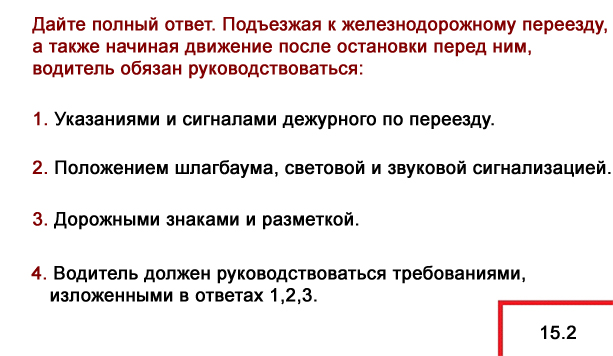 Дайте полный ответ. Подъезжая к железнодорожному переезду,
а также начиная движение после остановки перед ним,
водитель обязан руководствоваться:
1. Указаниями и сигналами дежурного по переезду.
2. Положением шлагбаума, световой и звуковой сигнализацией.
3. Дорожными знаками и разметкой.
4. Водитель должен руководствоваться требованиями,
изложенными в ответах 1,2,3.
15.2